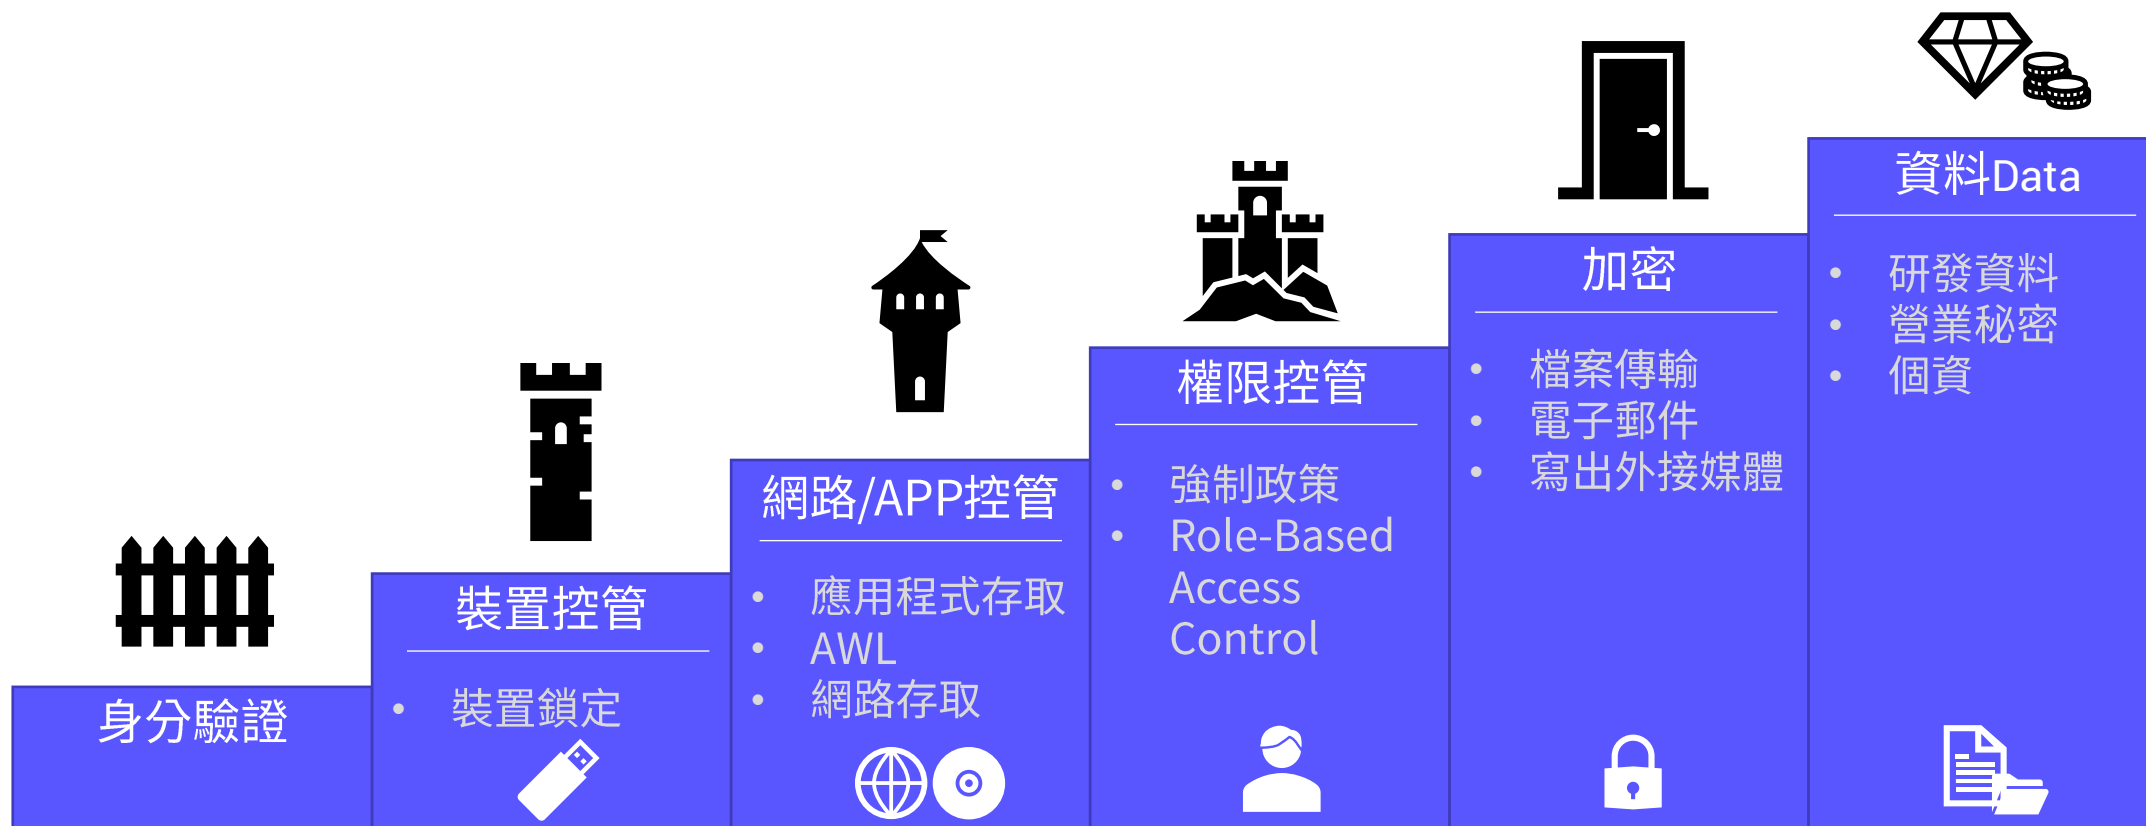 身分驗證
裝置控管
• 裝置鎖定
網路/APP控管
• 應用程式存取
• AWL
• 網路存取
權限控管
• 強制政策
• Role-Based
Access
Control
加密
• 檔案傳輸
• 電子郵件
• 寫出外接媒體
資料Data
• 研發資料
• 營業秘密
• 個資